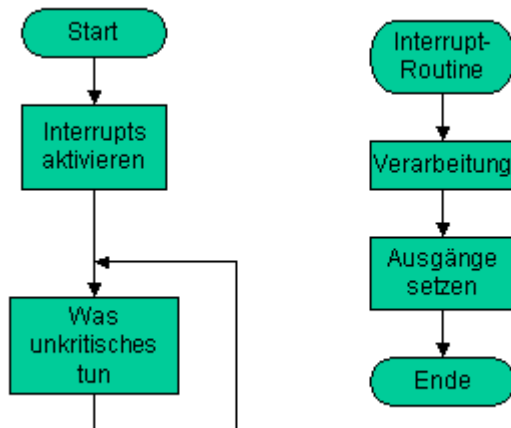 Start
Interrupts
aktivieren
Was
unkritisches
tun
Interrupt-
Routine
Verarbeitung
Ausgänge
setzen
Ende